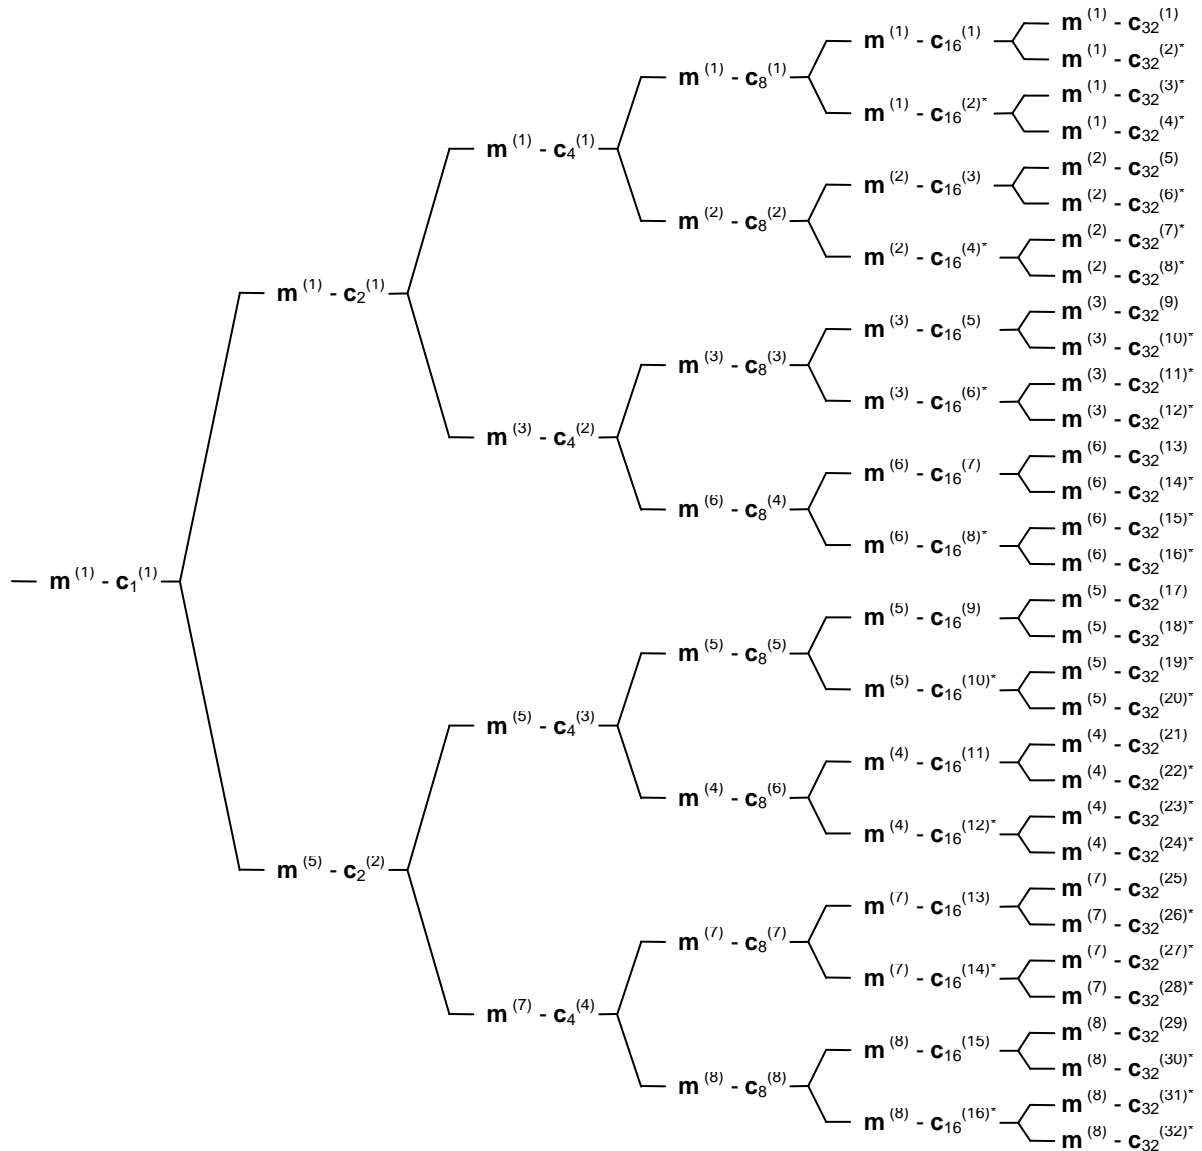 m (1) - c1(1)
m (1) - c2(1)
m (5) - c2(2)
m (1) - c4(1)
m (3) - c4(2)
m (5) - c4(3)
m (7) - c4(4)
m (1) - c8(1)
m (2) - c8(2)
m (3) - c8(3)
m (6) - c8(4)
m (5) - c8(5)
m (4) - c8(6)
m (7) - c8(7)
m (8) - c8(8)
m (1) - c16(1)
m (1) - c16(2)*
m (2) - c16(3)
m (2) - c16(4)*
m (3) - c16(5)
m (3) - c16(6)*
m (6) - c16(7)
m (6) - c16(8)*
m (5) - c16(9)
m (5) - c16(10)*
m (4) - c16(11)
m (4) - c16(12)*
m (7) - c16(13)
m (7) - c16(14)*
m (8) - c16(15)
m (8) - c16(16)*
m (1) - c32(1)
m (1) - c32(2)*
m (1) - c32(3)*
m (1) - c32(4)*
m (2) - c32(5)
m (2) - c32(6)*
m (2) - c32(7)*
m (2) - c32(8)*
m (3) - c32(9)
m (3) - c32(10)*
m (3) - c32(11)*
m (3) - c32(12)*
m (6) - c32(13)
m (6) - c32(14)*
m (6) - c32(15)*
m (6) - c32(16)*
m (5) - c32(17)
m (5) - c32(18)*
m (5) - c32(19)*
m (5) - c32(20)*
m (4) - c32(21)
m (4) - c32(22)*
m (4) - c32(23)*
m (4) - c32(24)*
m (7) - c32(25)
m (7) - c32(26)*
m (7) - c32(27)*
m (7) - c32(28)*
m (8) - c32(29)
m (8) - c32(30)*
m (8) - c32(31)*
m (8) - c32(32)*